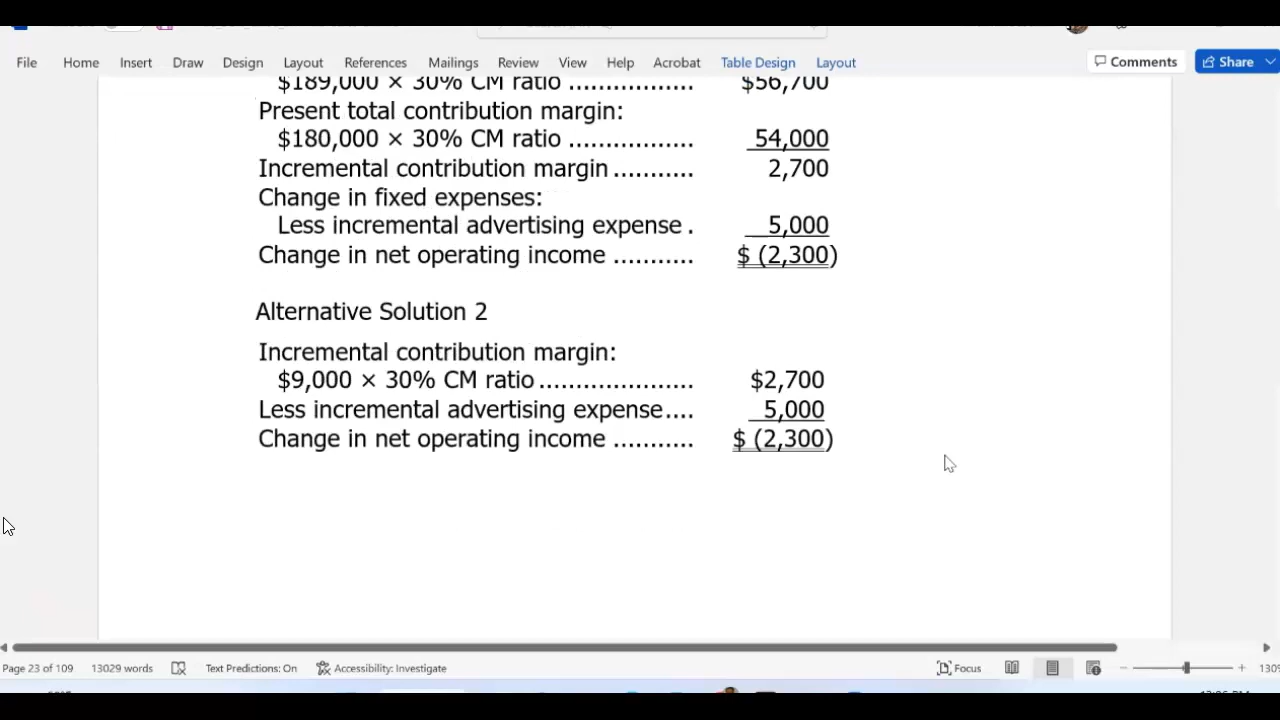 File Home Insert Draw Design Layout References Mailings Review View Help Acrobat Table Design Layout Comments Share
$189,000 × 30% CM ratio ................. $56,700
Present total contribution margin:
$180,000 × 30% CM ratio ................. 54,000
Incremental contribution margin ........... 2,700
Change in fixed expenses:
Less incremental advertising expense . 5,000
Change in net operating income ........... $ (2,300)
Alternative Solution 2
Incremental contribution margin:
$9,000 × 30% CM ratio ..................... $2,700
Less incremental advertising expense.... 5,000
Change in net operating income ........... $ (2,300)
Page 23 of 109 13029 words Text Predictions: On Accessibility: Investigate Focus 130%